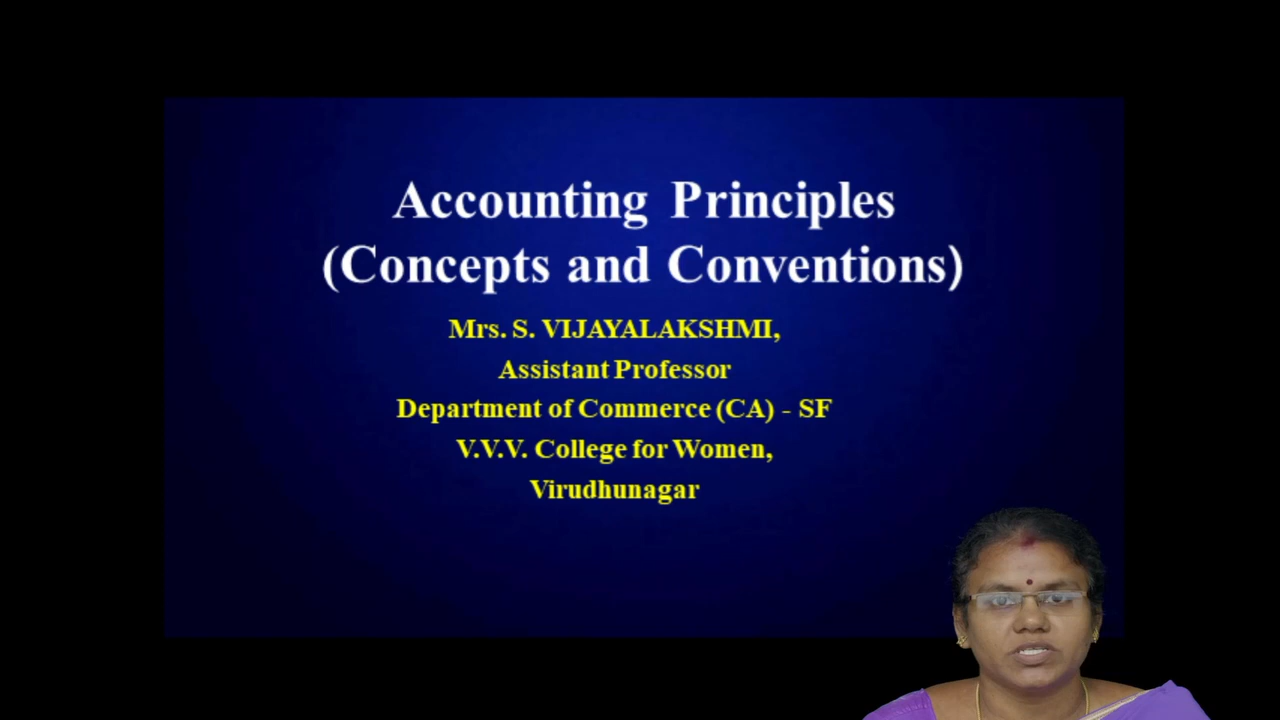 Accounting Principles
(Concepts and Conventions)
Mrs. S. VIJAYALAKSHMI,
Assistant Professor
Department of Commerce (CA) - SF
V.V.V. College for Women,
Virudhunagar